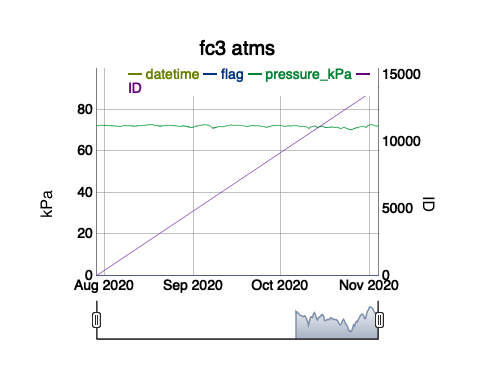 fc3 atms
datetime flag pressure_kPa
ID
15000
80
60
40
20
0
10000
5000
0
kPa
ID
Aug 2020 Sep 2020 Oct 2020 Nov 2020